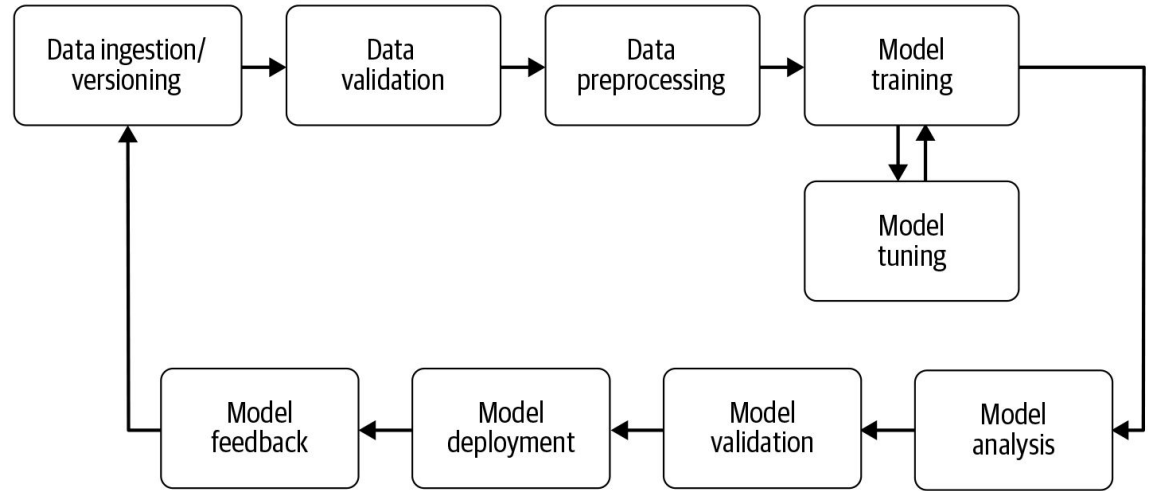 Data ingestion/
versioning
Data
validation
Data
preprocessing
Model
training
Model
tuning
Model
feedback
Model
deployment
Model
validation
Model
analysis